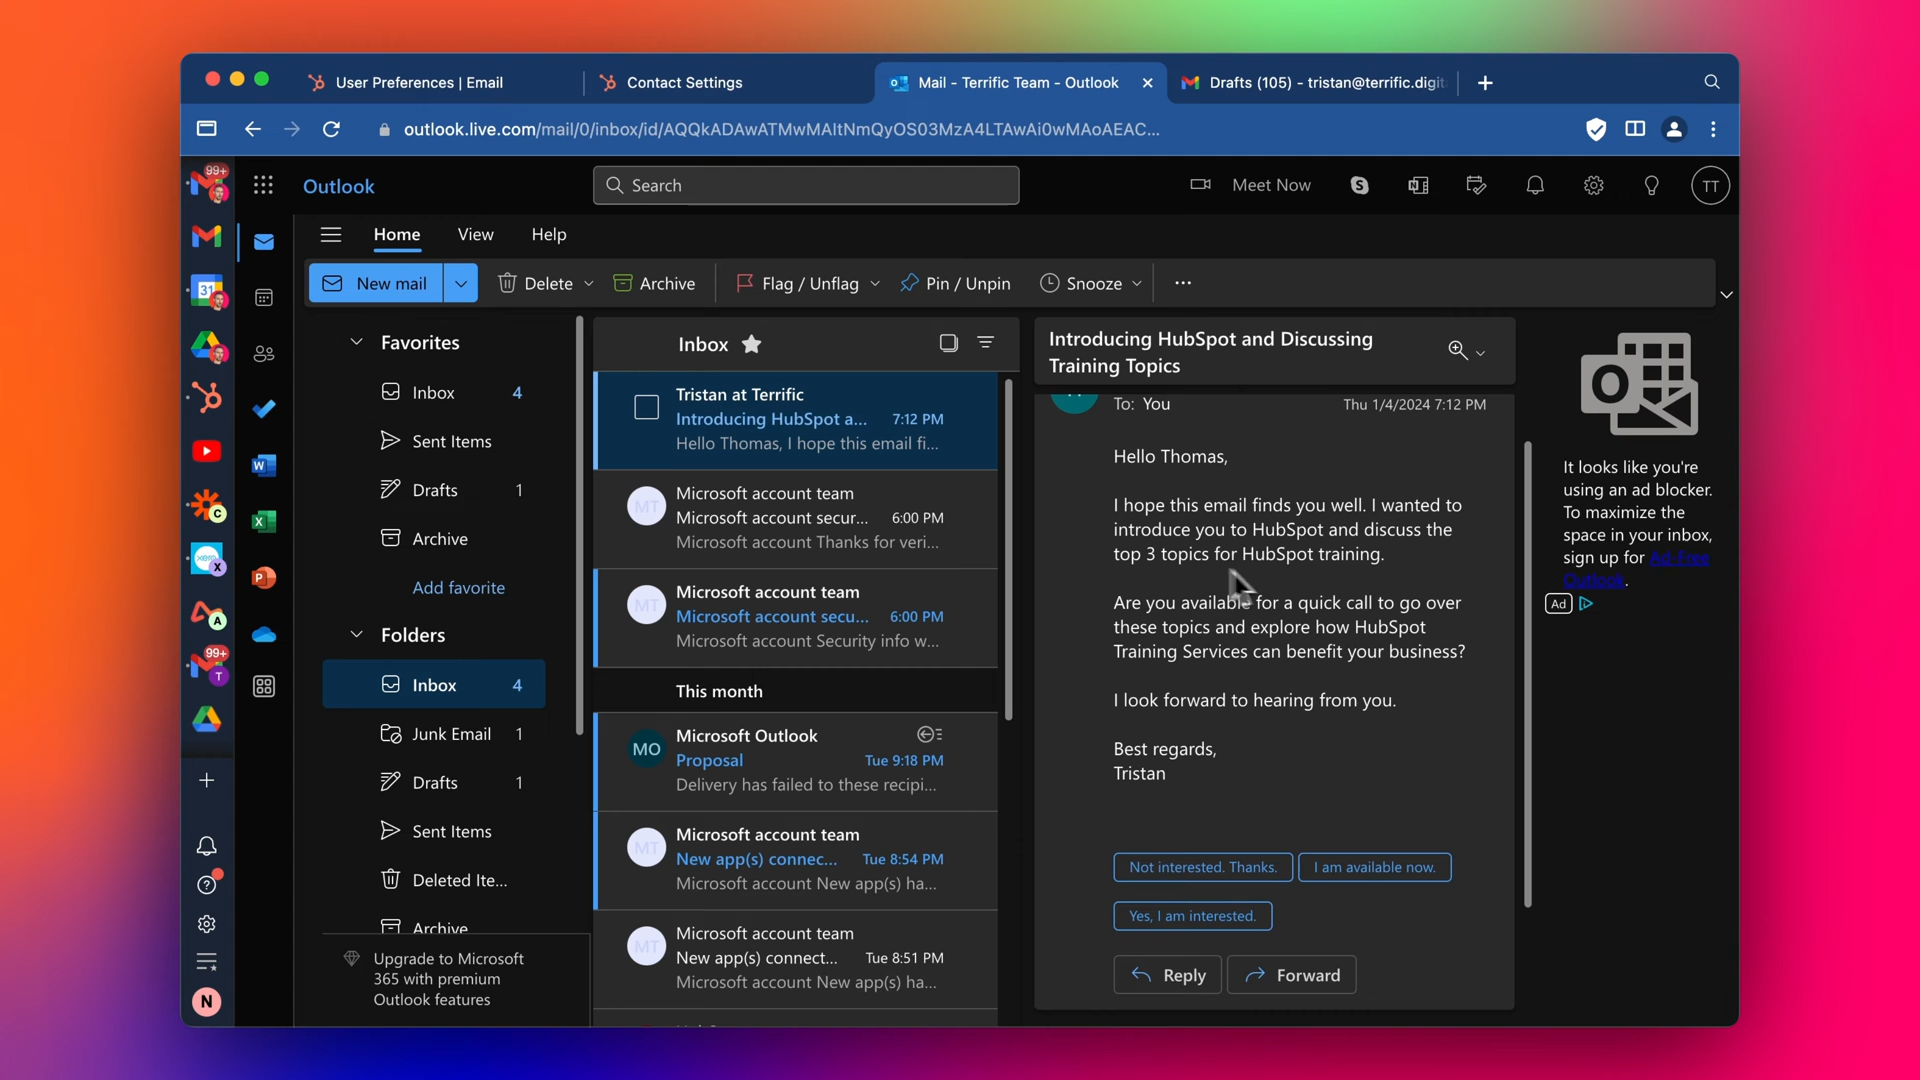 User Preferences | Email
Contact Settings
Mail - Terrific Team - Outlook
Drafts (105) - tristan@terrific.digit
outlook.live.com/mail/0/inbox/id/AQQkADAwATMwMAItNmQyOS03MzA4LTAwAi0wMAoAEAC...
99+
31
C
xero
X
A
99+
T
N
Outlook
Search
Meet Now
TT
Home
View
Help
New mail
Delete
Archive
Flag / Unflag
Pin / Unpin
Snooze
...
Favorites
Inbox 4
Sent Items
Drafts 1
Archive
Add favorite
Folders
Inbox 4
Junk Email 1
Drafts 1
Sent Items
Deleted Ite...
Archive
Upgrade to Microsoft
365 with premium
Outlook features
Inbox
Tristan at Terrific
Introducing HubSpot a... 7:12 PM
Hello Thomas, I hope this email fi...
MT
Microsoft account team
Microsoft account secur... 6:00 PM
Microsoft account Thanks for veri...
MT
Microsoft account team
Microsoft account secu... 6:00 PM
Microsoft account Security info w...
This month
MO
Microsoft Outlook
Proposal Tue 9:18 PM
Delivery has failed to these recipi...
MT
Microsoft account team
New app(s) connec... Tue 8:54 PM
Microsoft account New app(s) ha...
MT
Microsoft account team
New app(s) connect... Tue 8:51 PM
Microsoft account New app(s) ha...
Introducing HubSpot and Discussing
Training Topics
To: You
Thu 1/4/2024 7:12 PM
Hello Thomas,
I hope this email finds you well. I wanted to
introduce you to HubSpot and discuss the
top 3 topics for HubSpot training.
Are you available for a quick call to go over
these topics and explore how HubSpot
Training Services can benefit your business?
I look forward to hearing from you.
Best regards,
Tristan
Not interested. Thanks.
I am available now.
Yes, I am interested.
Reply
Forward
It looks like you're
using an ad blocker.
To maximize the
space in your inbox,
sign up for Ad-Free
Outlook.
Ad